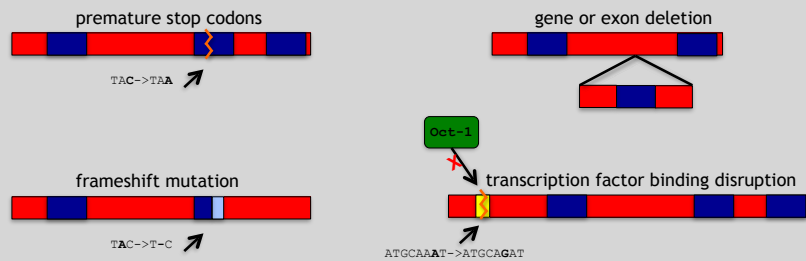 premature stop codons
gene or exon deletion
TAC->TAA
Oct-1
frameshift mutation
transcription factor binding disruption
TAC->T-C
ATGCAAAT->ATGCAGAT